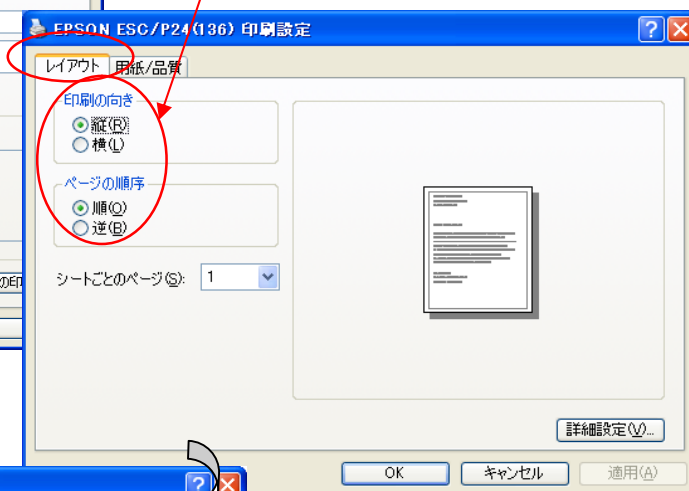 EPSON ESC/P24(136) 印刷設定
レイアウト 用紙/品質
印刷の向き
縦(R)
横(L)
ページの順序
順(O)
逆(B)
シートごとのページ(S): 1
の印
詳細設定(V)...
OK キャンセル 適用(A)